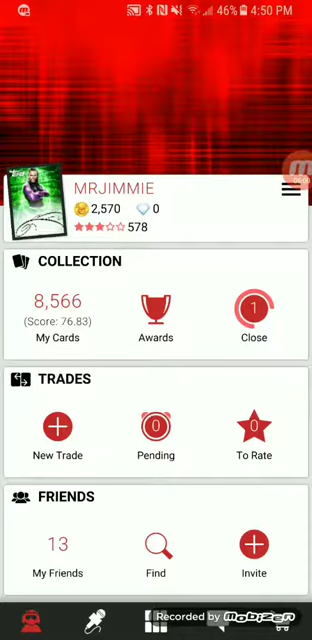 46% 4:50 PM
Topps
MRJIMMIE
2,570 0
578
COLLECTION
8,566 1
(Score: 76.83) 0
My Cards Awards Close
TRADES
0 0
New Trade Pending To Rate
FRIENDS
13
My Friends Find Invite
Recorded by MOBIZEN